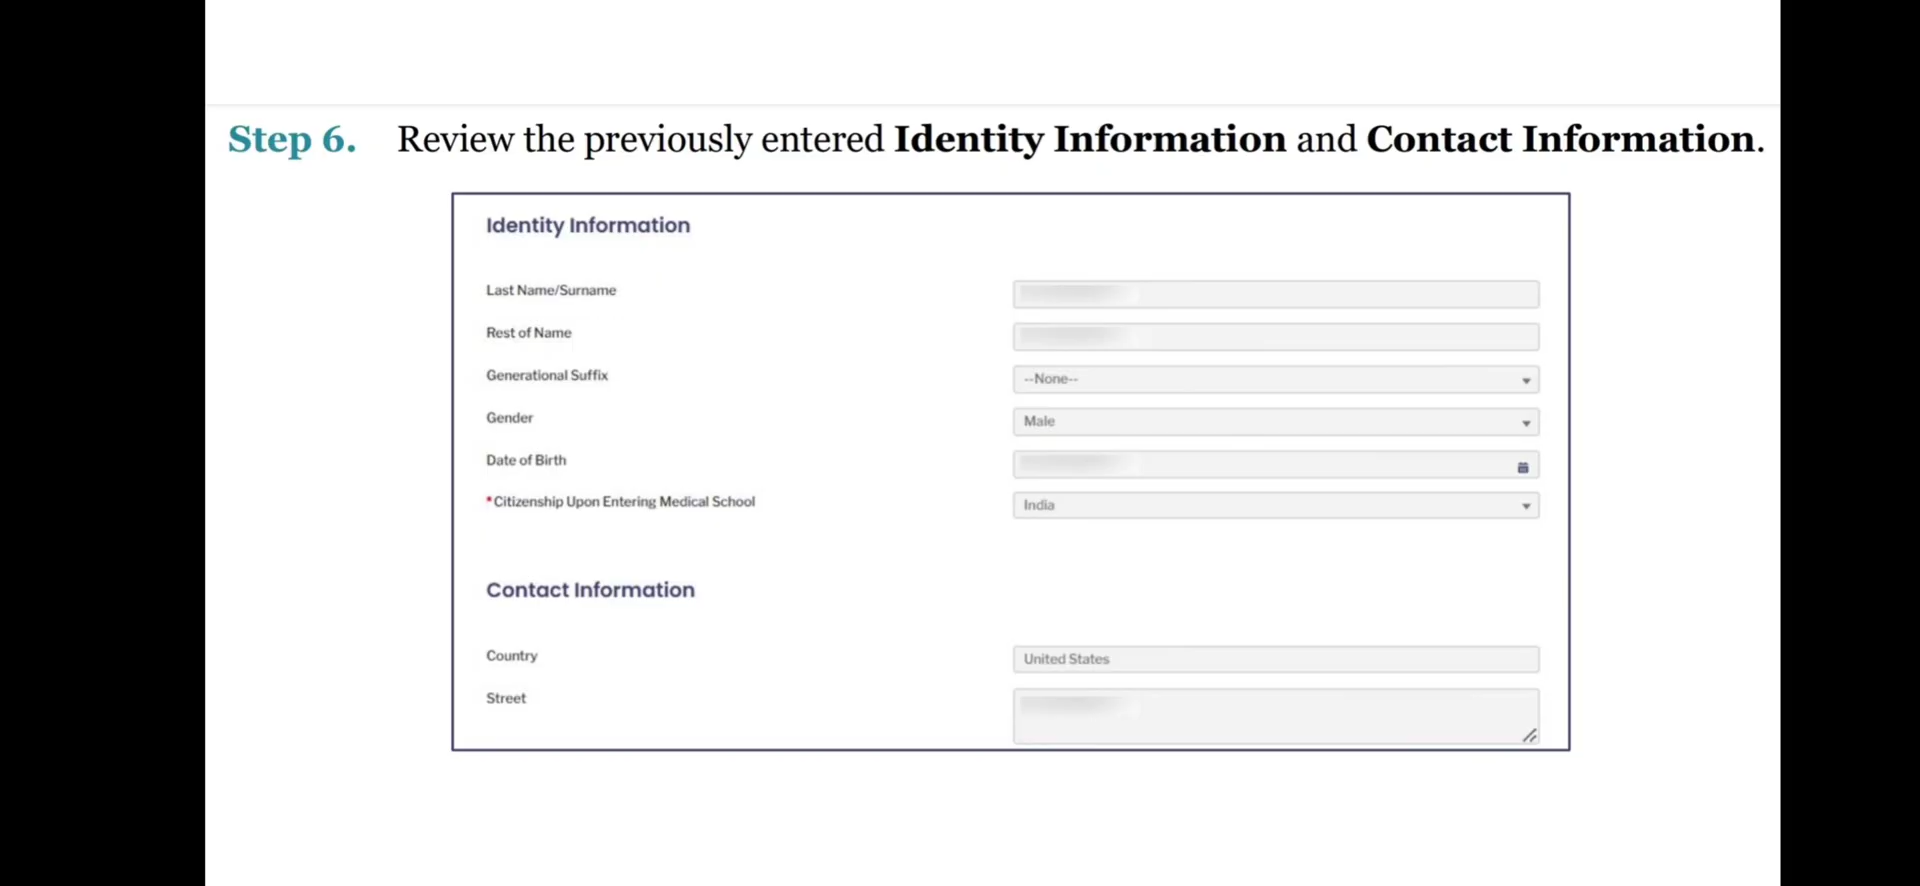 Step 6. Review the previously entered Identity Information and Contact Information.
Identity Information
Last Name/Surname
Rest of Name
Generational Suffix --None--
Gender Male
Date of Birth
*Citizenship Upon Entering Medical School India
Contact Information
Country United States
Street